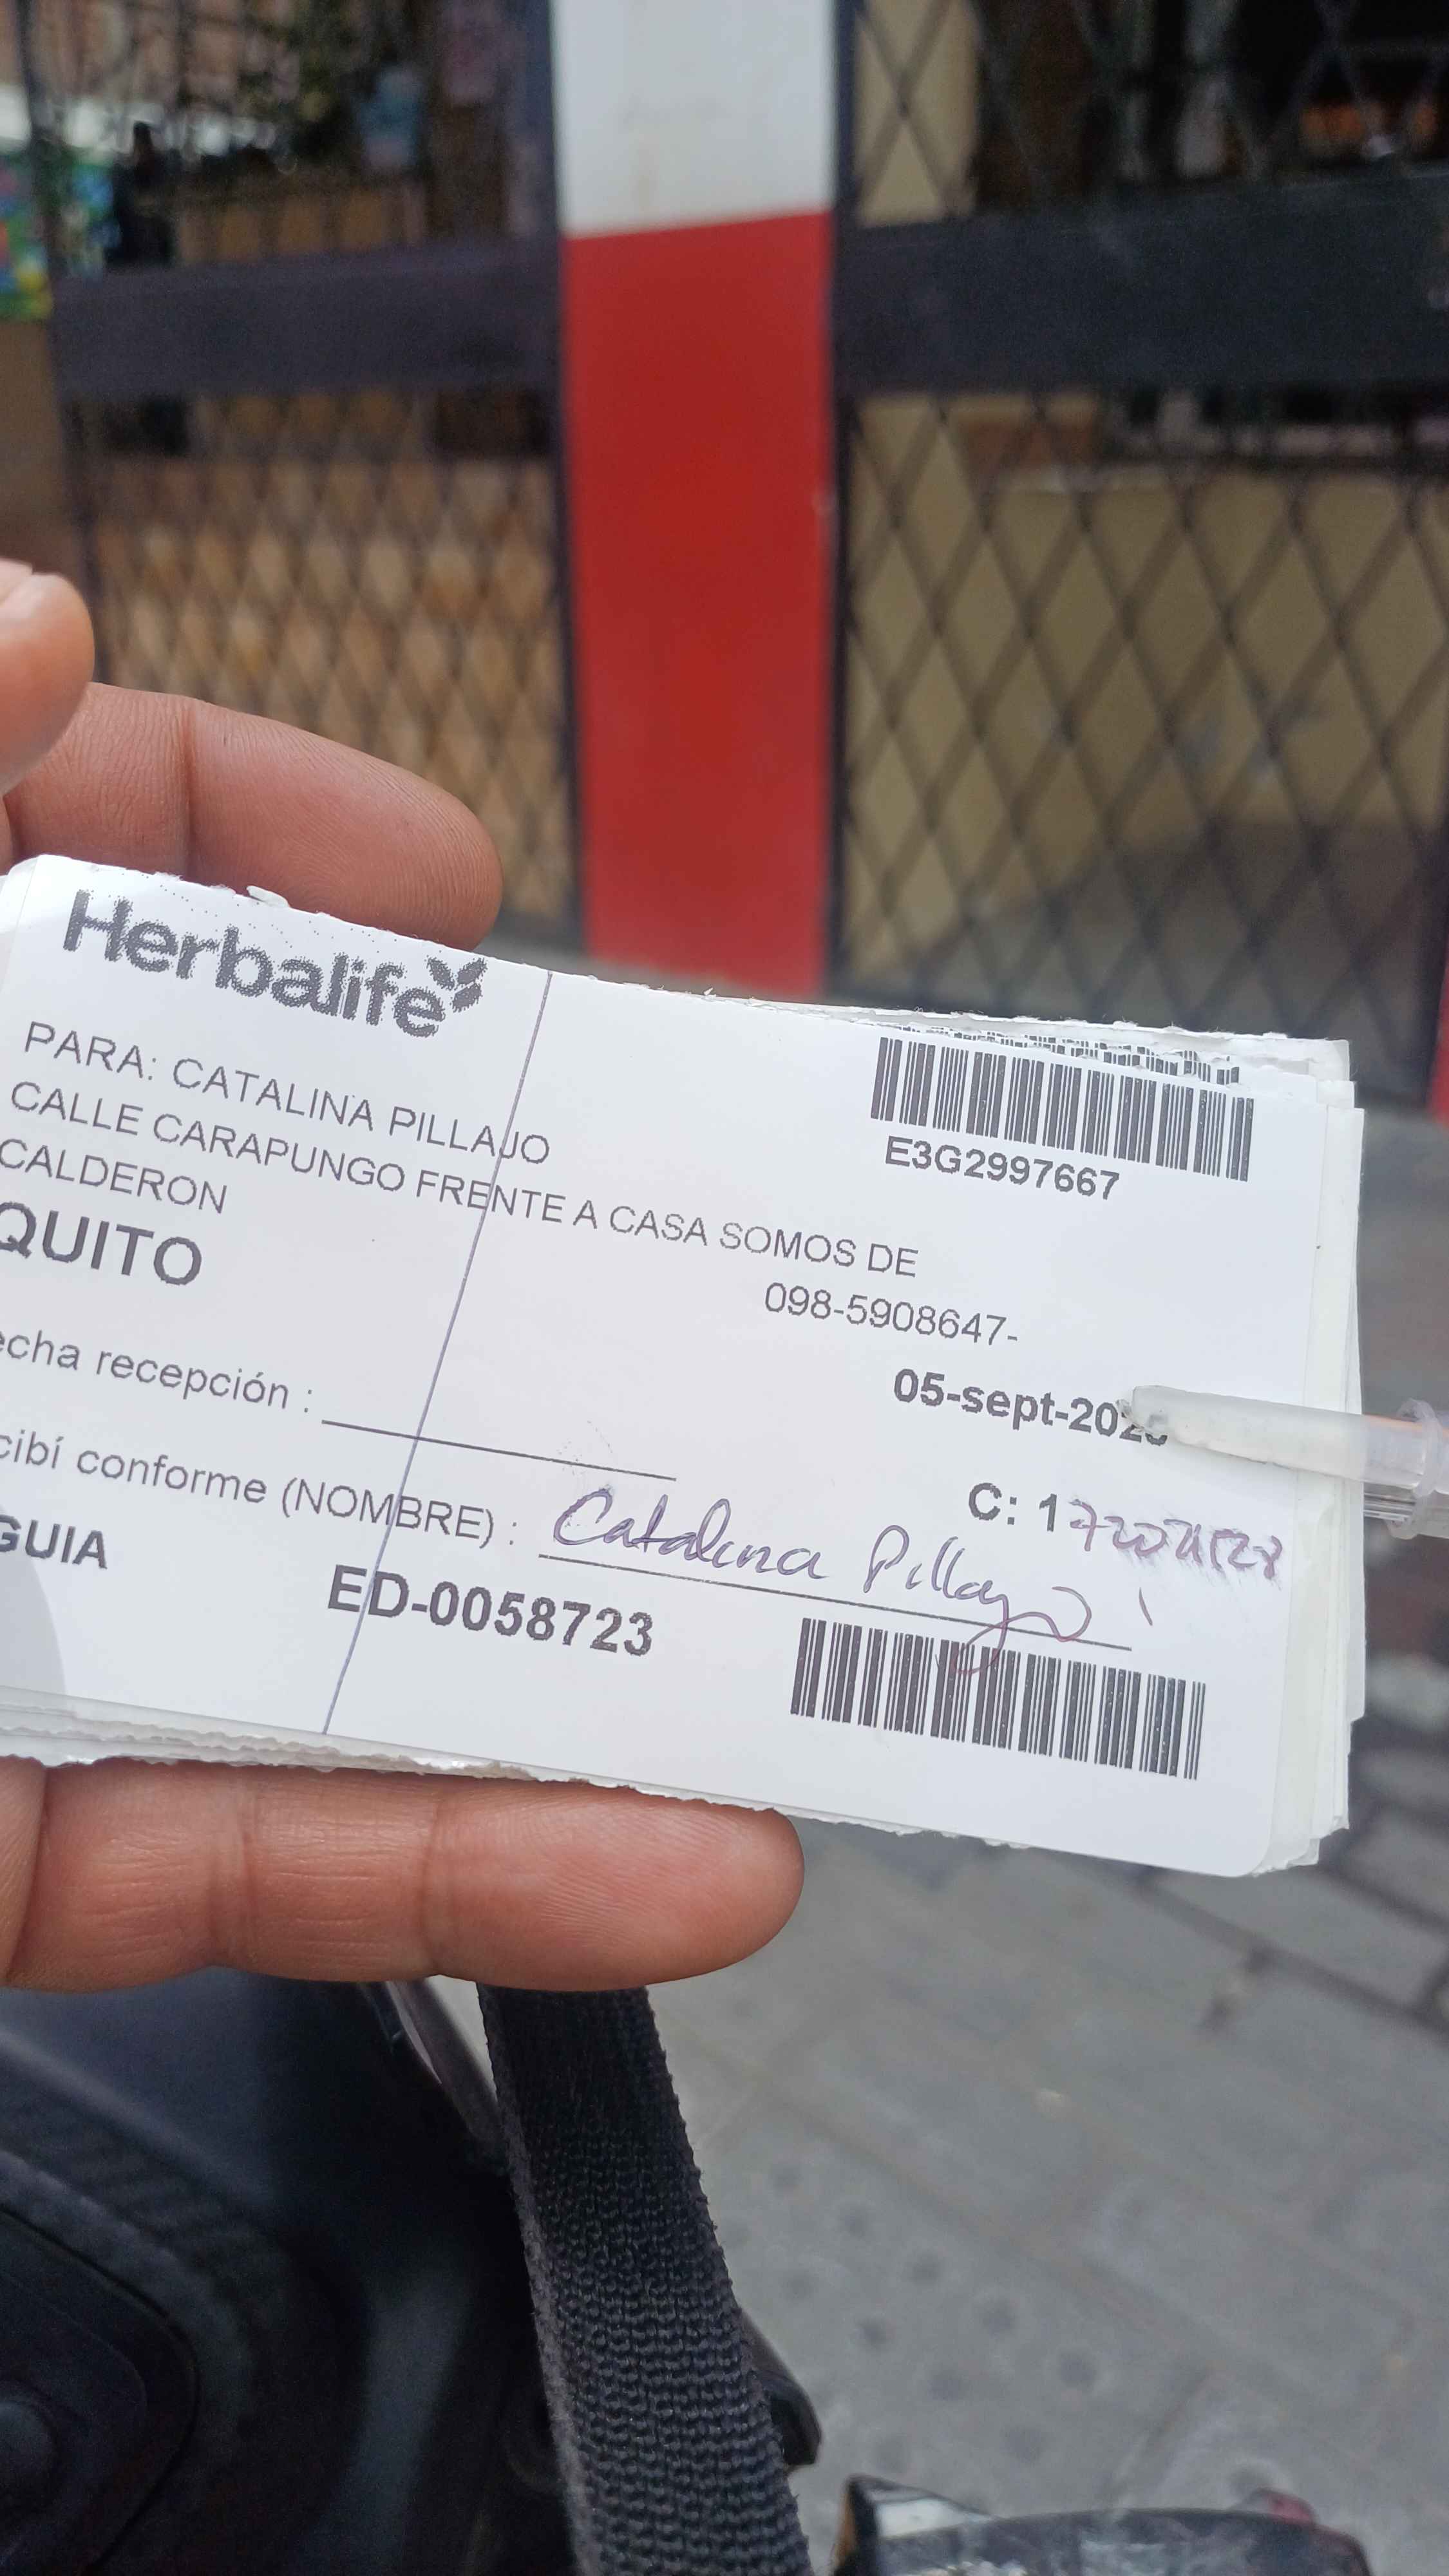 Herbalife
E3G2997667
PARA: CATALINA PILLAJO
CALLE CARAPUNGO FRENTE A CASA SOMOS DE
CALDERON
098-5908647-
QUITO
05-sept-202
echa recepción :
cibí conforme (NOMBRE) : Catalina Pillajo
C: 1
GUIA
ED-0058723